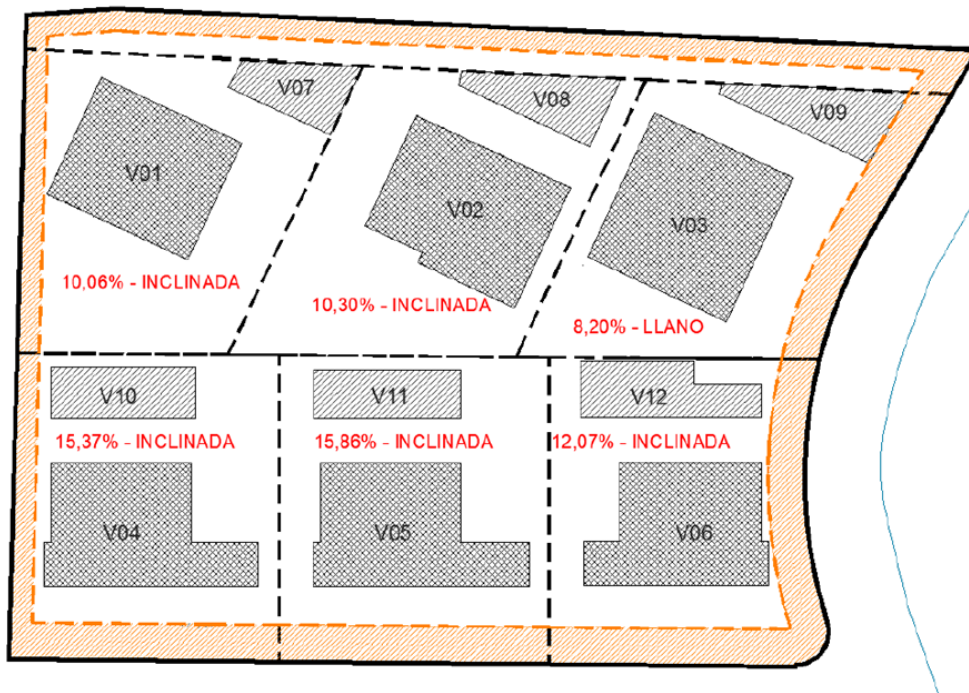 V07
V08
V09
V01
V02
V03
10,06% - INCLINADA
10,30% - INCLINADA
8,20% - LLANO
V10
V11
V12
15,37% - INCLINADA
15,86% - INCLINADA
12,07% - INCLINADA
V04
V05
V06